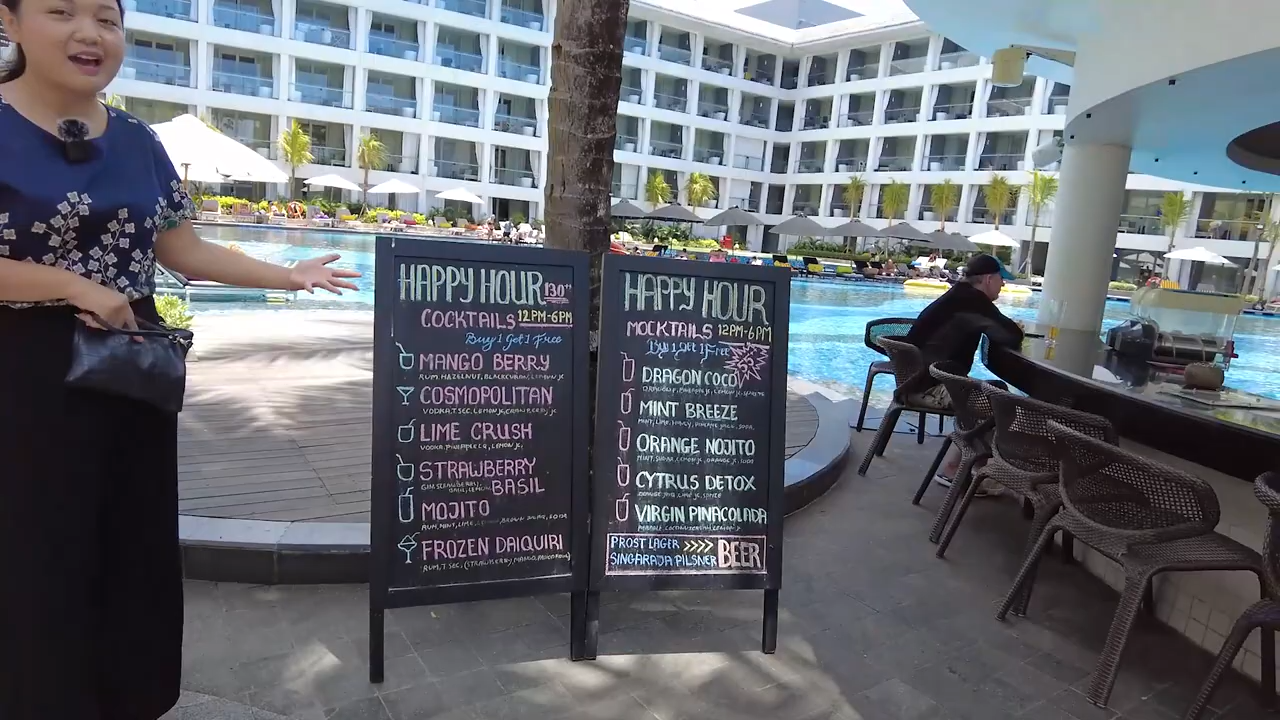 HAPPY HOUR 130++
COCKTAILS 12PM-6PM
Buy 1 Get 1 Free
MANGO BERRY
COSMOPOLITAN
LIME CRUSH
STRAWBERRY
BASIL
MOJITO
FROZEN DAIQUIRI
HAPPY HOUR
MOCKTAILS 12PM-6PM
Buy 1 Get 1 Free
DRAGON COCO
MINT BREEZE
ORANGE NOJITO
CYTRUS DETOX
VIRGIN PINACOLADA
PROST LAGER >>>> BEER
SINGARAJA PILSNER